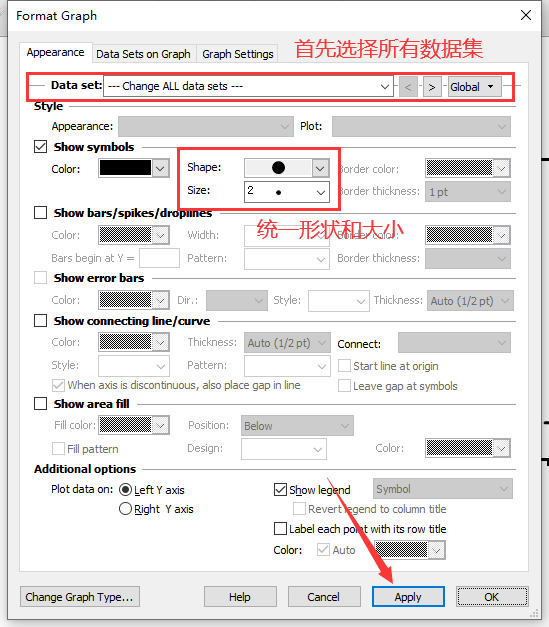 Format Graph
Appearance Data Sets on Graph Graph Settings 首先选择所有数据集
Data set: --- Change ALL data sets --- < > Global
Style
Appearance: Plot:
Show symbols
Color: Shape: Border color:
Size: 2 Border thickness: 1 pt
Show bars/spikes/droplines 统一形状和大小
Color: Width: Border color:
Bars begin at Y = Pattern: Border thickness:
Show error bars
Color: Dir.: Style: Thickness: Auto (1/2 pt)
Show connecting line/curve
Color: Thickness: Auto (1/2 pt) Connect:
Style: Pattern: Start line at origin
When axis is discontinuous, also place gap in line Leave gap at symbols
Show area fill
Fill color: Position: Below
Fill pattern Design: Color:
Additional options
Plot data on: Left Y axis Show legend Symbol
Right Y axis Revert legend to column title
Label each point with its row title
Color: Auto
Change Graph Type... Help Cancel Apply OK